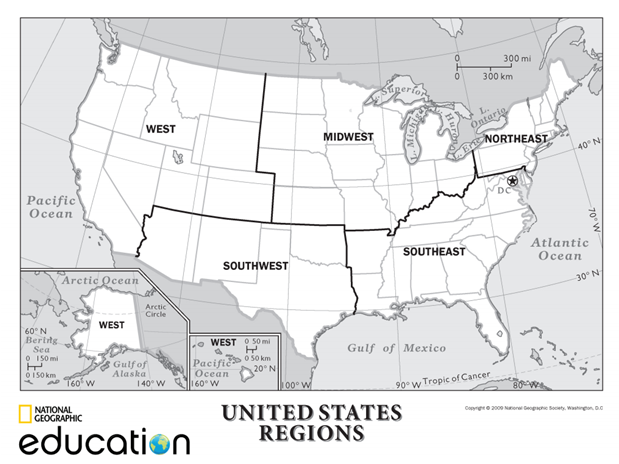 0 300 mi
0 300 km
L. Superior
L. Michigan
L. Huron
L. Ontario
L. Erie
WEST
MIDWEST
NORTHEAST
40° N
DC
70° W
Pacific
Ocean
Atlantic
Ocean
SOUTHWEST
SOUTHEAST
30° N
Arctic Ocean
Arctic
Circle
WEST
60° N
Bering
Sea
0 150 mi
0 150 km
Gulf of
Alaska
160° W
140° W
WEST
0 50 mi
0 50 km
Pacific
Ocean
20° N
160° W
Gulf of Mexico
100° W
90° W
Tropic of Cancer
80° W
NATIONAL
GEOGRAPHIC
education
UNITED STATES
REGIONS
Copyright © 2009 National Geographic Society, Washington, D.C